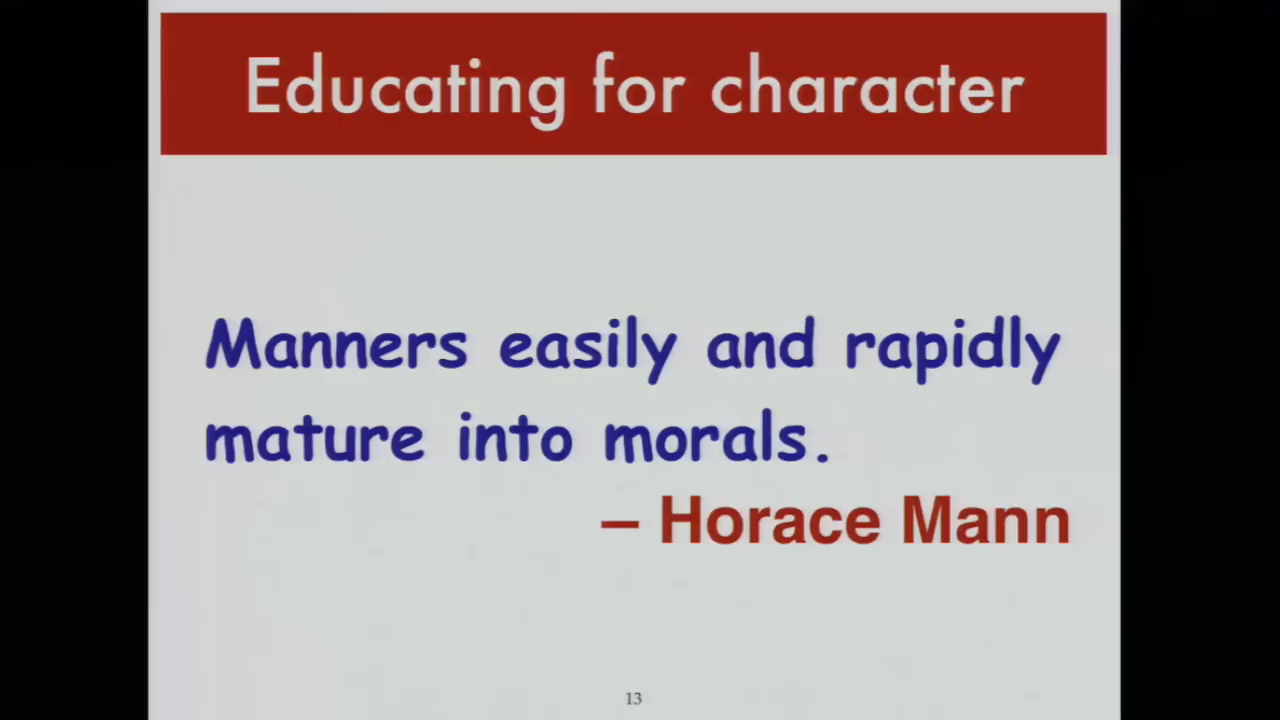 Educating for character
Manners easily and rapidly
mature into morals.
– Horace Mann
13